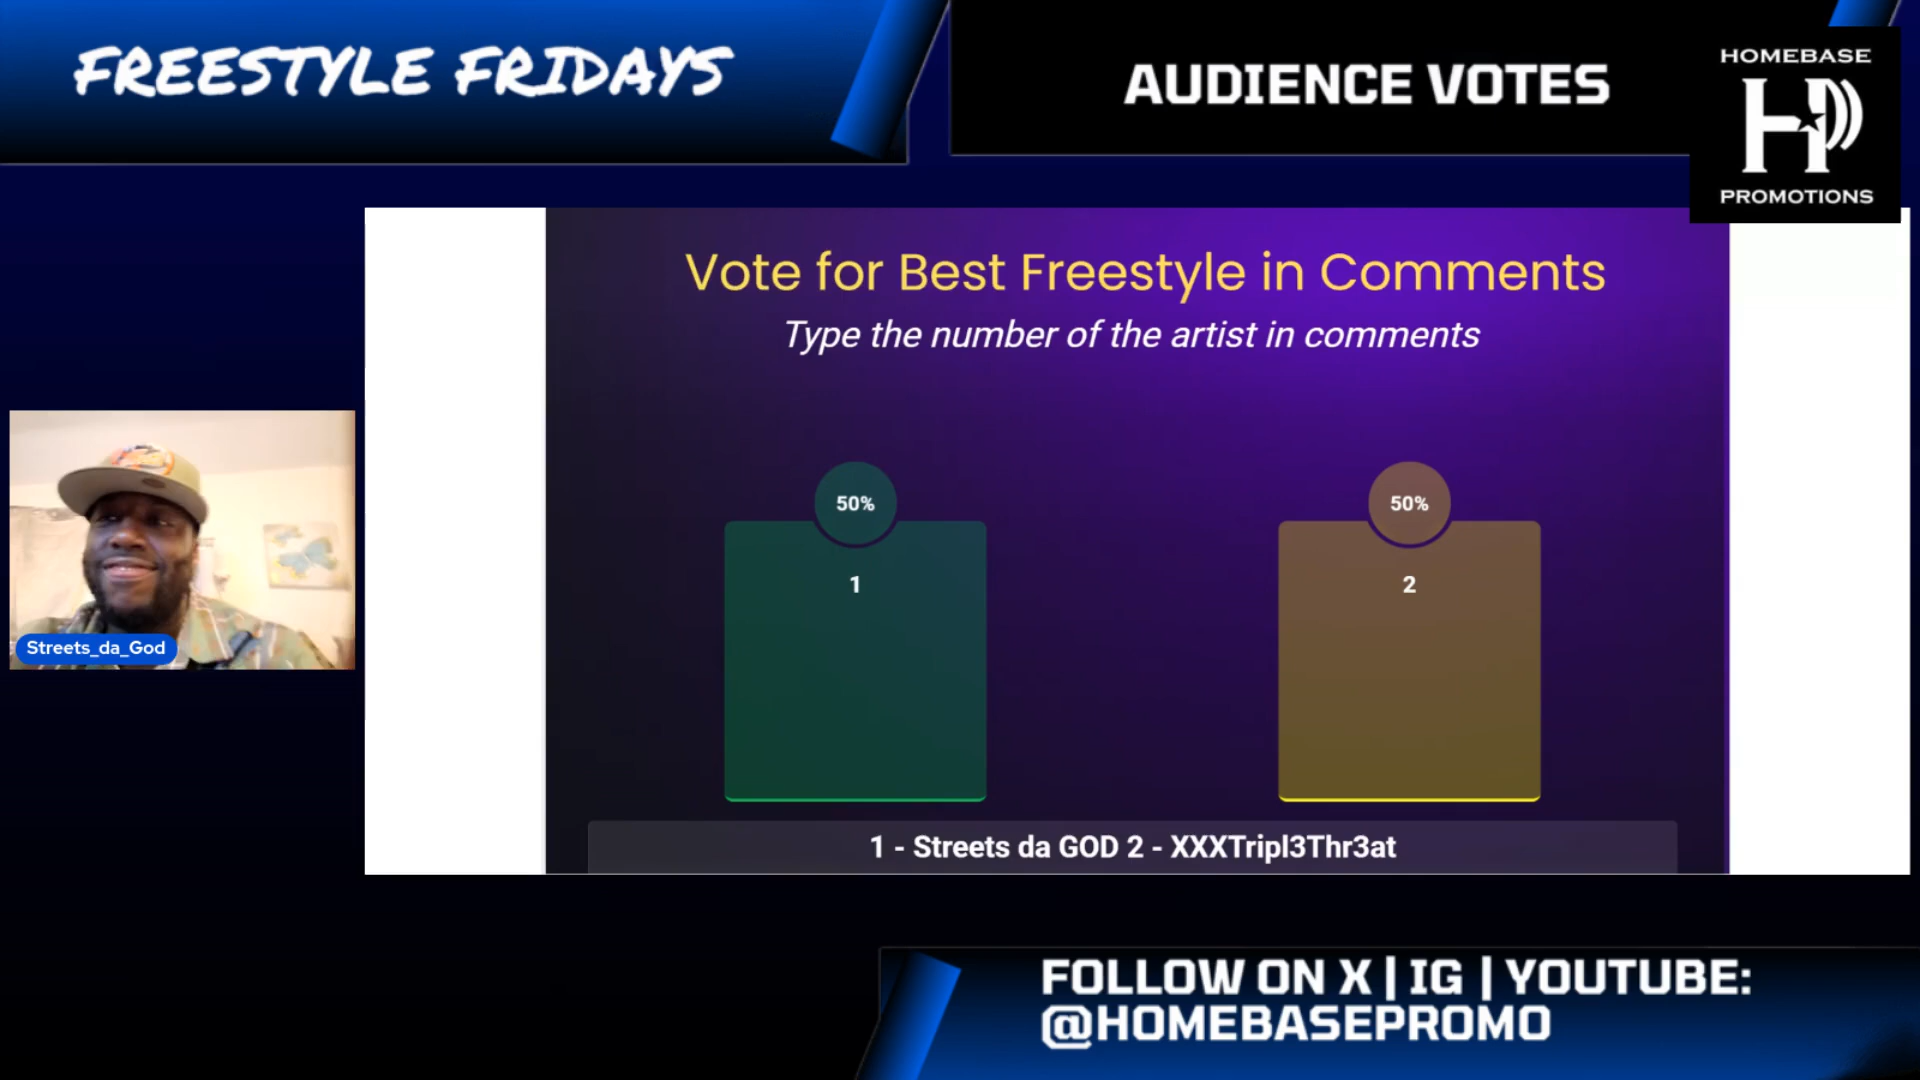 FREESTYLE FRIDAYS
AUDIENCE VOTES
HOMEBASE
H
PROMOTIONS
Vote for Best Freestyle in Comments
Type the number of the artist in comments
50%
50%
1
2
Streets_da_God
1 - Streets da GOD 2 - XXXTripl3Thr3at
FOLLOW ON X | IG | YOUTUBE:
@HOMEBASEPROMO